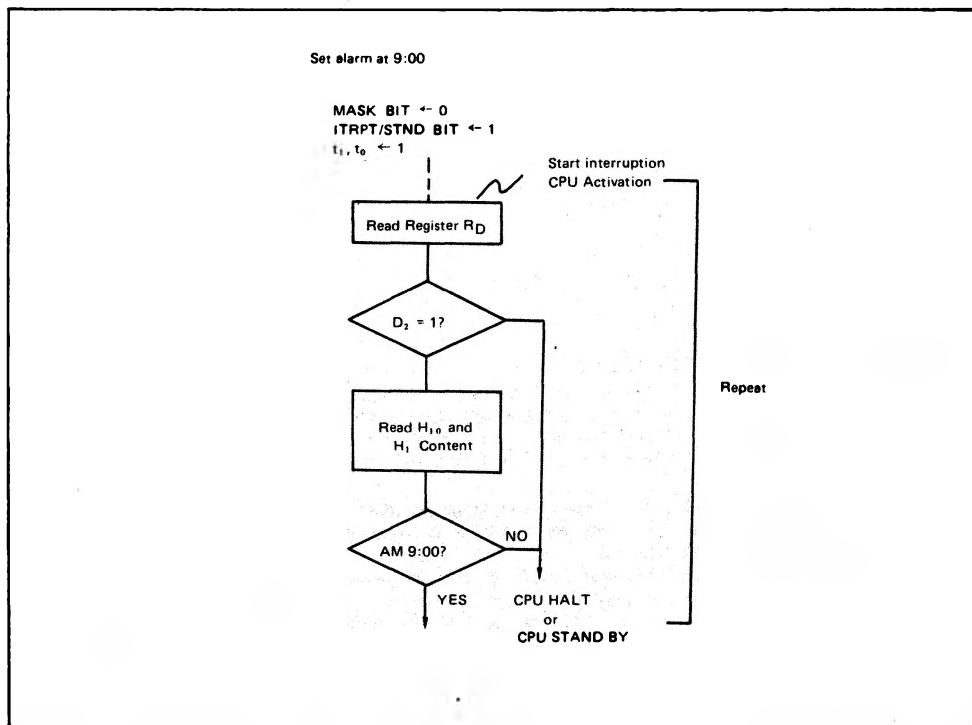 Set alarm at 9:00
MASK BIT ← 0
ITRPT/STND BIT ← 1
t₁, t₀ ← 1
Start interruption
CPU Activation
Read Register R_D
D₂ = 1?
Repeat
Read H₁₀ and
H₁ Content
AM 9:00?
NO
YES
CPU HALT
or
CPU STAND BY